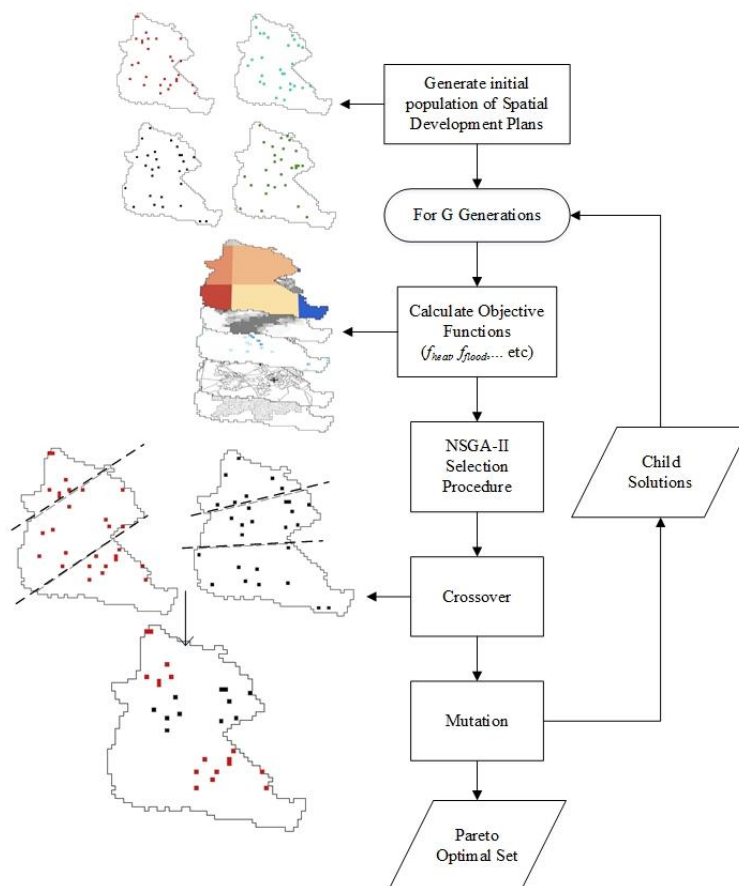 Generate initial
population of Spatial
Development Plans
For G Generations
Calculate Objective
Functions
(f_heat, f_flood,... etc)
NSGA-II
Selection
Procedure
Child
Solutions
Crossover
Mutation
Pareto
Optimal Set